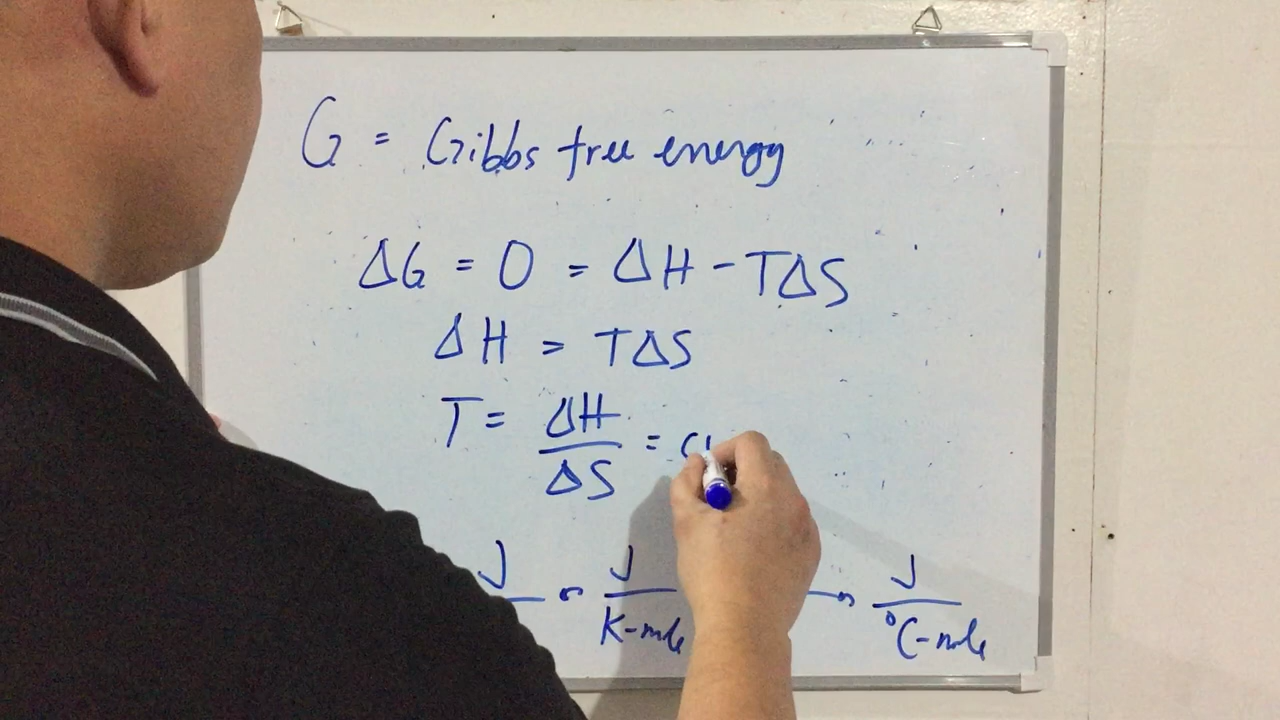 G = Gibbs free energy
ΔG = 0 = ΔH - TΔS
ΔH = TΔS
T = ΔH/ΔS =
J J/K-mole J/°C-mole